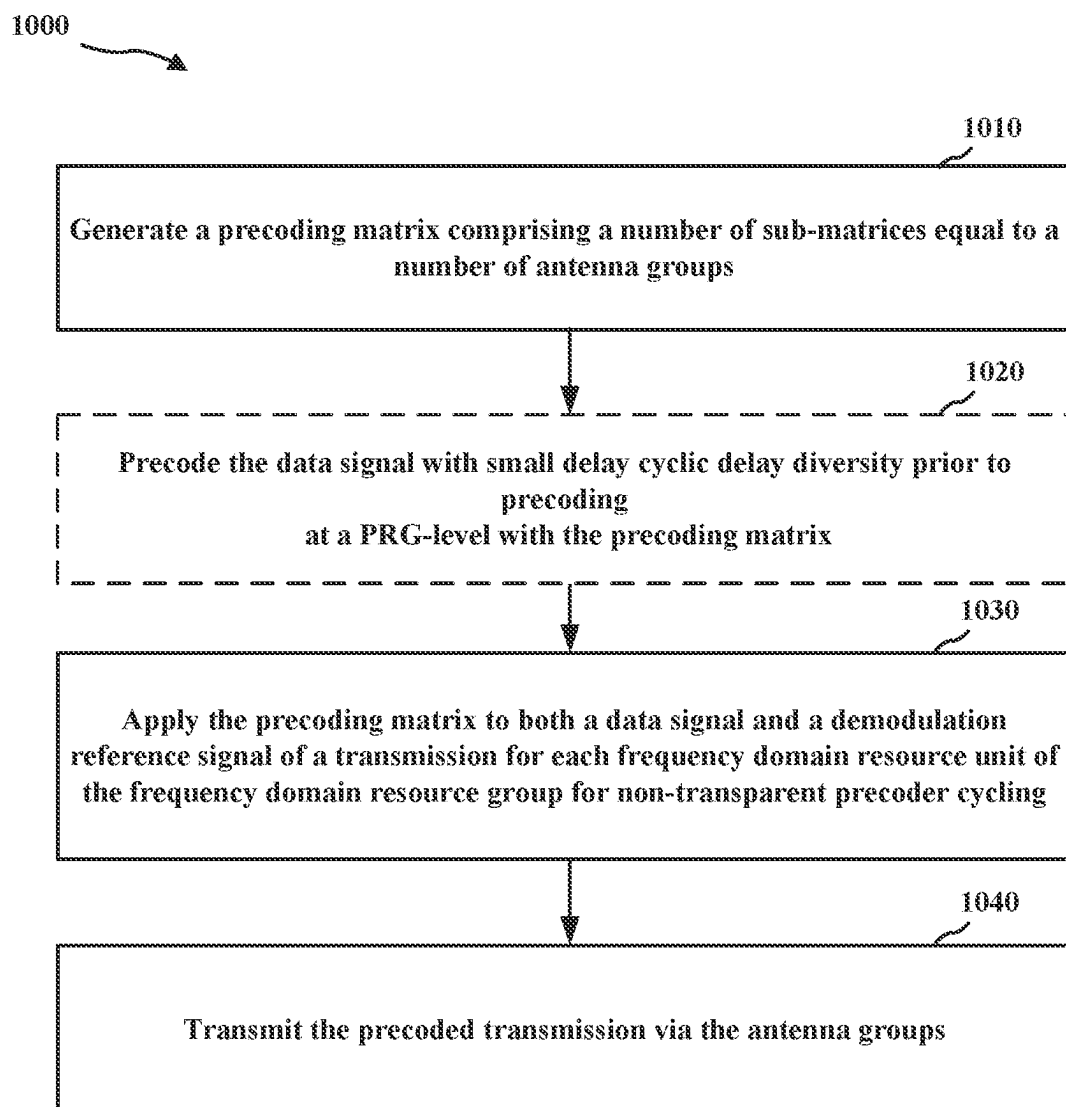 1000
1010
Generate a precoding matrix comprising a number of sub-matrices equal to a
number of antenna groups
1020
Precode the data signal with small delay cyclic delay diversity prior to
precoding
at a PRG-level with the precoding matrix
1030
Apply the precoding matrix to both a data signal and a demodulation
reference signal of a transmission for each frequency domain resource unit of
the frequency domain resource group for non-transparent precoder cycling
1040
Transmit the precoded transmission via the antenna groups